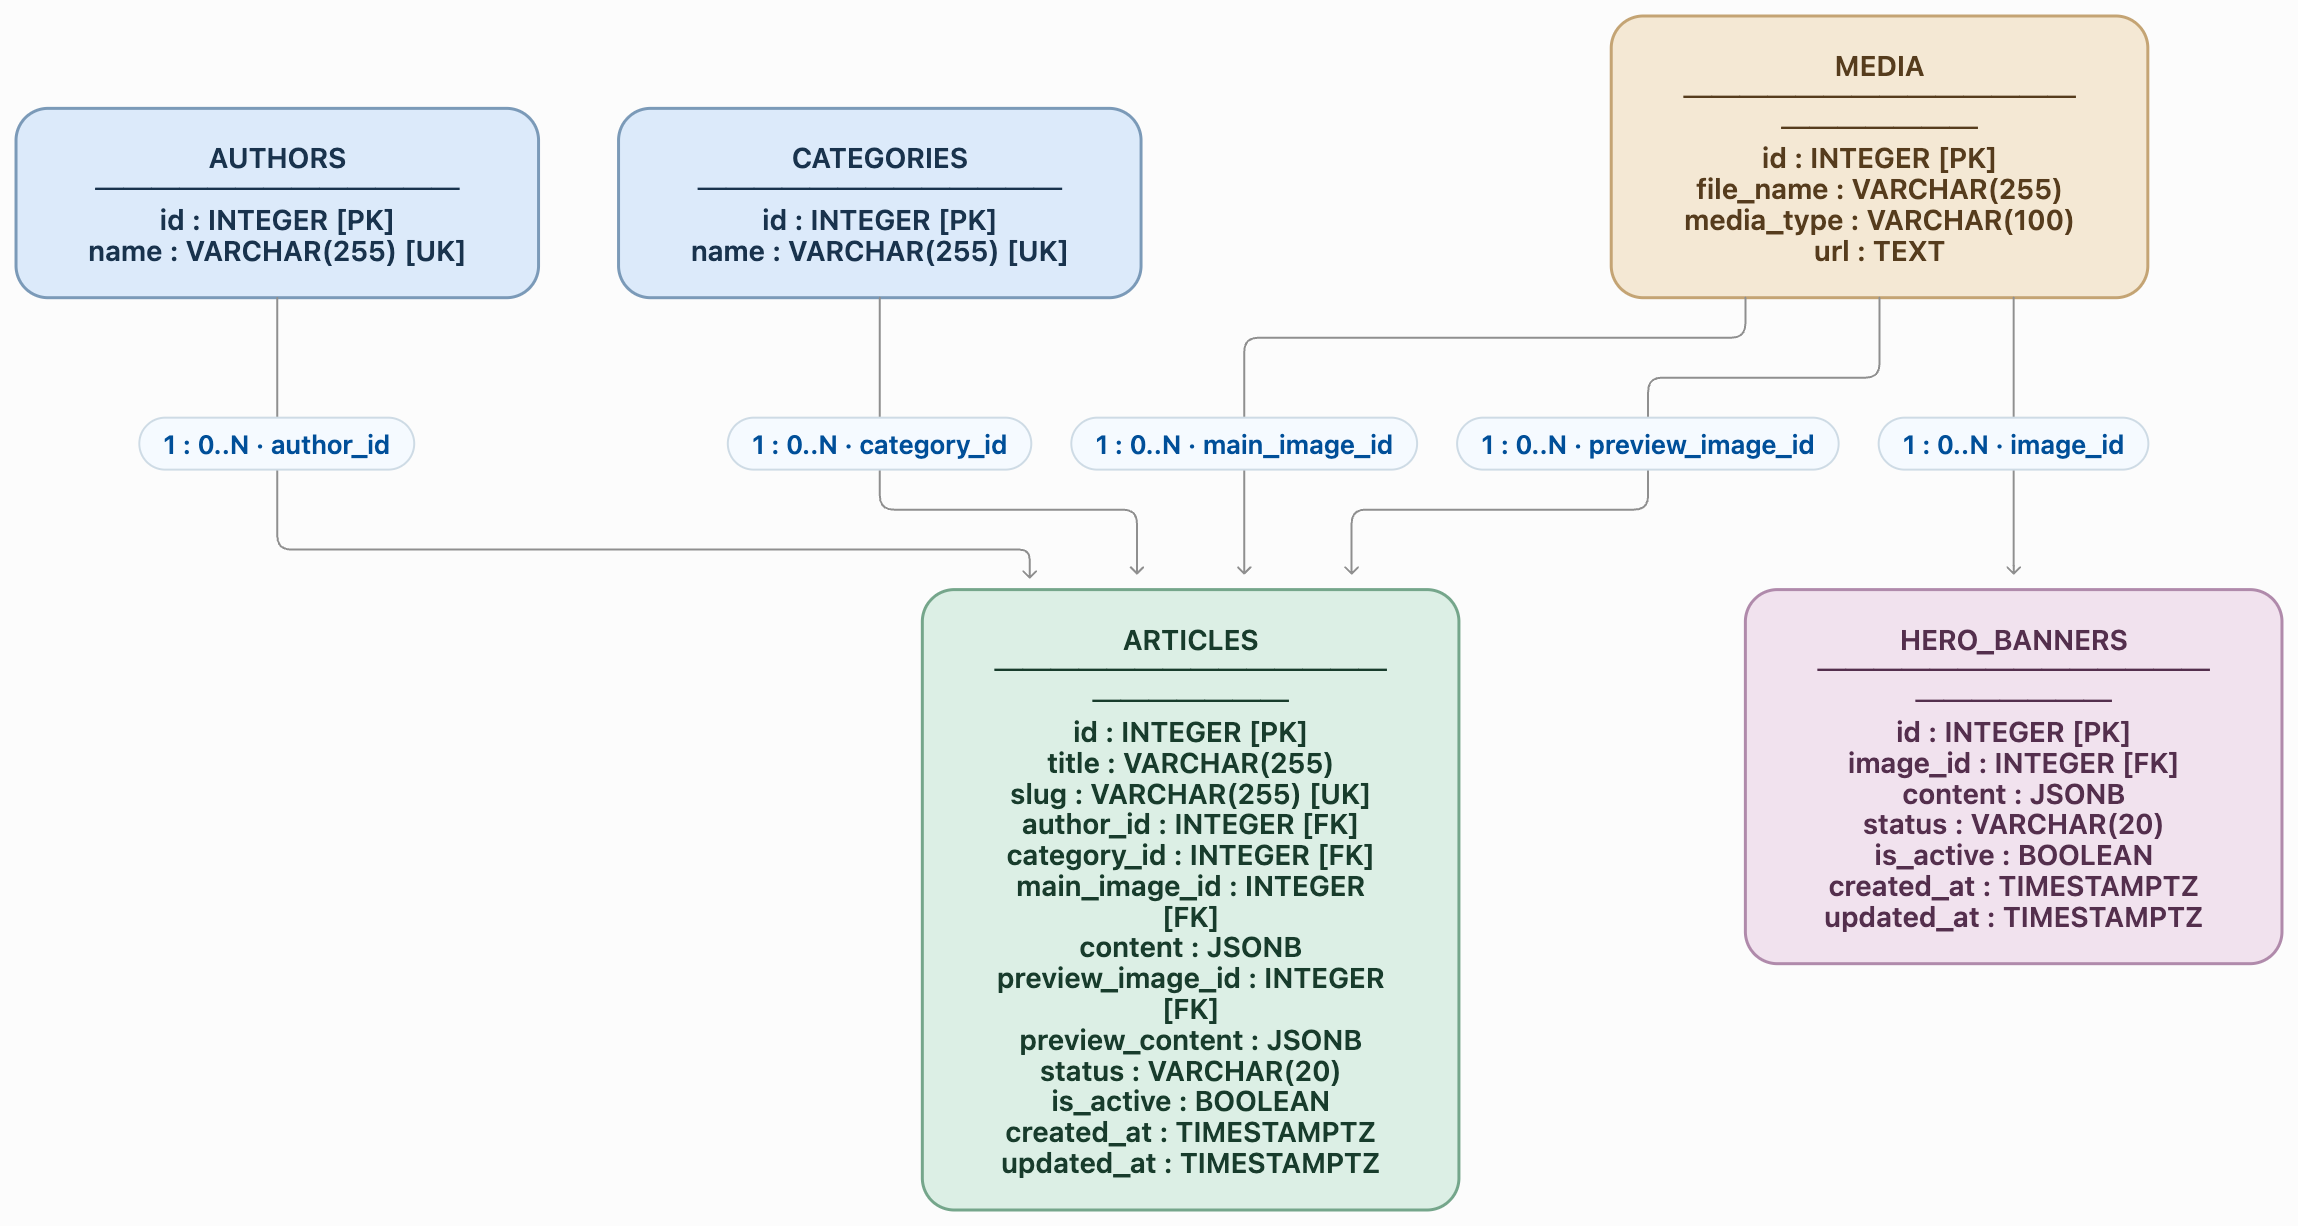 MEDIA
id : INTEGER [PK]
file_name : VARCHAR(255)
media_type : VARCHAR(100)
url : TEXT
AUTHORS
id : INTEGER [PK]
name : VARCHAR(255) [UK]
CATEGORIES
id : INTEGER [PK]
name : VARCHAR(255) [UK]
1 : 0..N · author_id
1 : 0..N · category_id
1 : 0..N · main_image_id
1 : 0..N · preview_image_id
1 : 0..N · image_id
ARTICLES
id : INTEGER [PK]
title : VARCHAR(255)
slug : VARCHAR(255) [UK]
author_id : INTEGER [FK]
category_id : INTEGER [FK]
main_image_id : INTEGER
[FK]
content : JSONB
preview_image_id : INTEGER
[FK]
preview_content : JSONB
status : VARCHAR(20)
is_active : BOOLEAN
created_at : TIMESTAMPTZ
updated_at : TIMESTAMPTZ
HERO_BANNERS
id : INTEGER [PK]
image_id : INTEGER [FK]
content : JSONB
status : VARCHAR(20)
is_active : BOOLEAN
created_at : TIMESTAMPTZ
updated_at : TIMESTAMPTZ